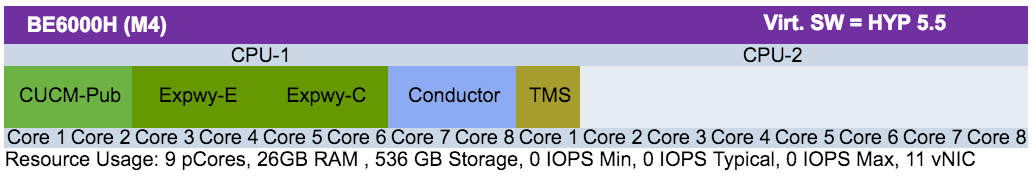 BE6000H (M4) Virt. SW = HYP 5.5
CPU-1 CPU-2
CUCM-Pub Expwy-E Expwy-C Conductor TMS
Core 1 Core 2 Core 3 Core 4 Core 5 Core 6 Core 7 Core 8 Core 1 Core 2 Core 3 Core 4 Core 5 Core 6 Core 7 Core 8
Resource Usage: 9 pCores, 26GB RAM , 536 GB Storage, 0 IOPS Min, 0 IOPS Typical, 0 IOPS Max, 11 vNIC